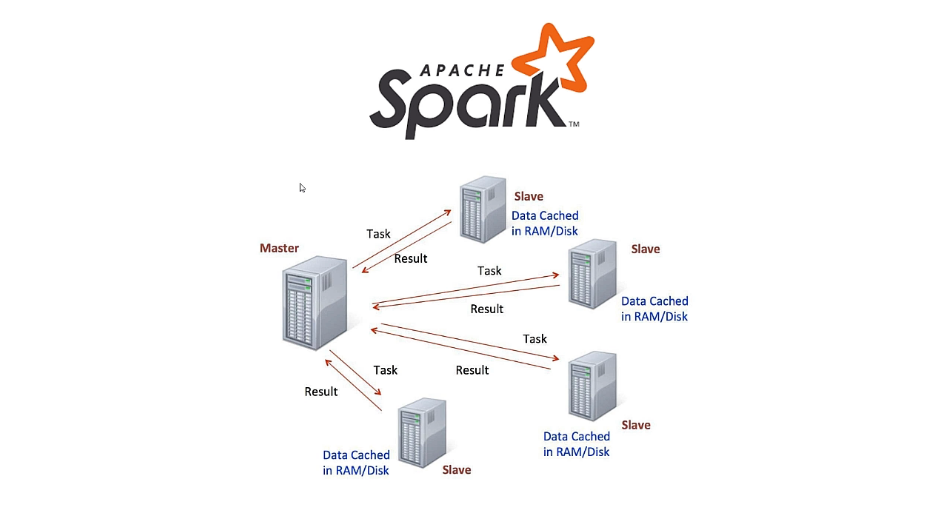 APACHE
Spark™
Slave
Data Cached
in RAM/Disk
Task
Result
Master
Slave
Task
Data Cached
in RAM/Disk
Result
Task
Task
Result
Result
Slave
Data Cached
in RAM/Disk
Data Cached
in RAM/Disk
Slave